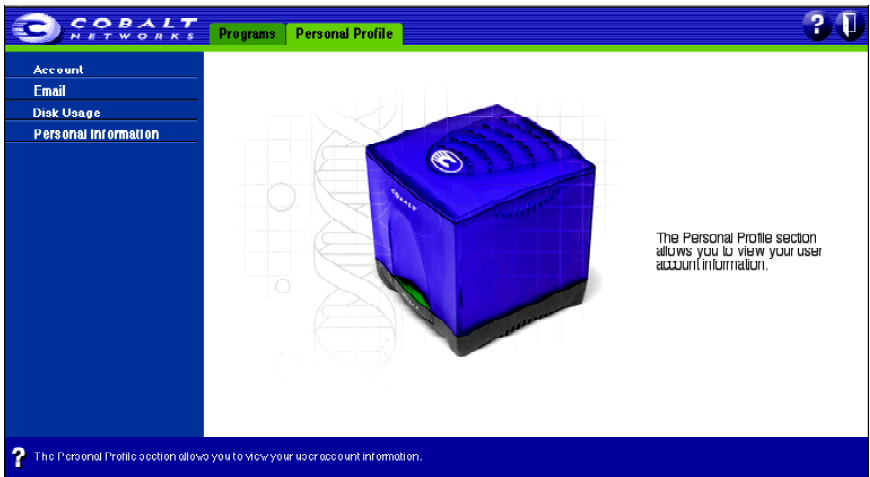 COBALT
NETWORKS
Programs
Personal Profile
?
Account
Email
Disk Usage
Personal Information
COBALT
The Personal Profile section
allows you to view your user
account information.
? The Personal Profile section allows you to view your user account information.